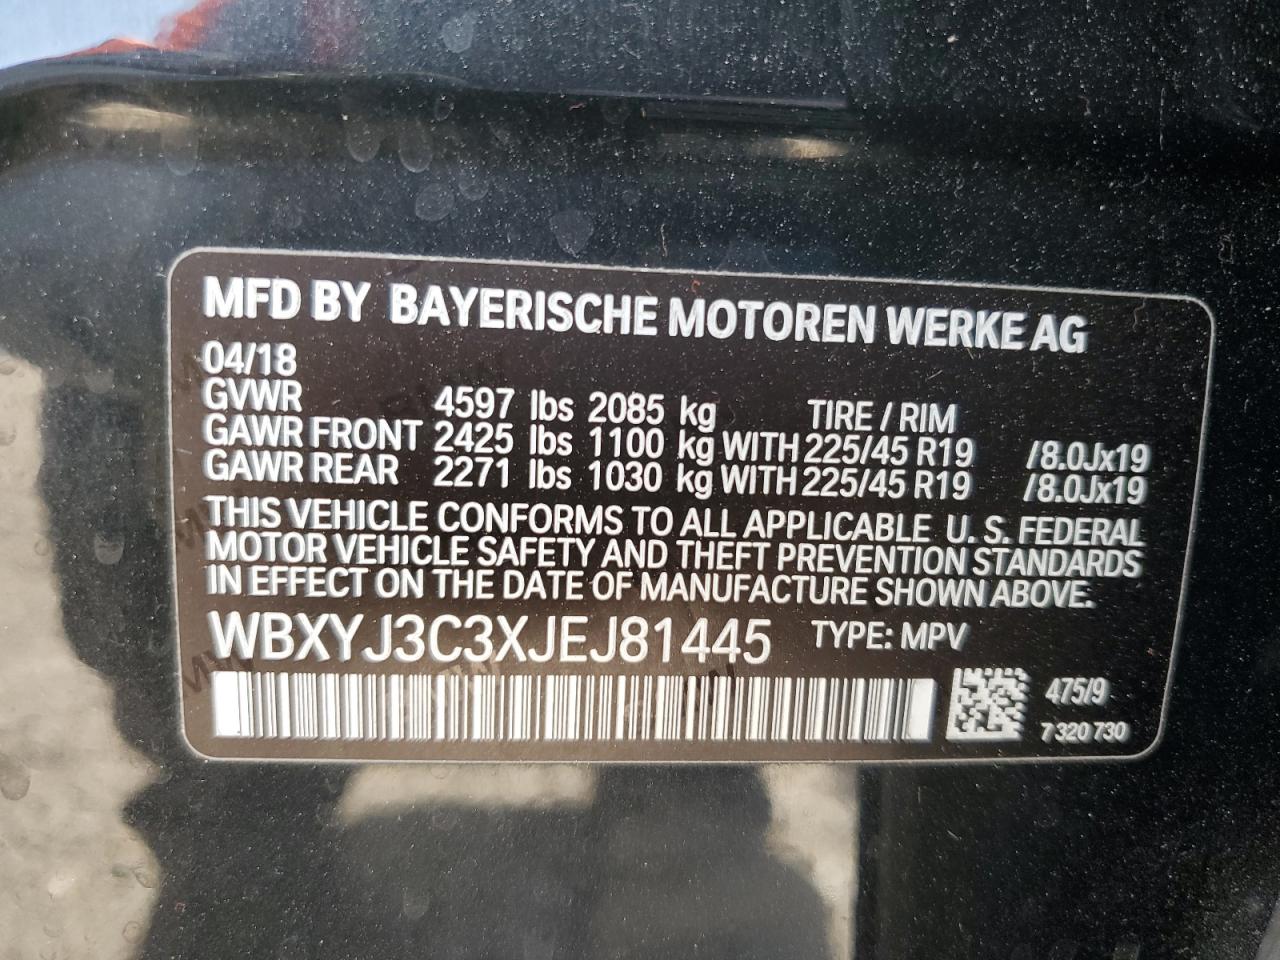 MFD BY BAYERISCHE MOTOREN WERKE AG
04/18
GVWR 4597 lbs 2085 kg TIRE / RIM
GAWR FRONT 2425 lbs 1100 kg WITH 225/45 R19 /8.0Jx19
GAWR REAR 2271 lbs 1030 kg WITH 225/45 R19 /8.0Jx19
THIS VEHICLE CONFORMS TO ALL APPLICABLE U. S. FEDERAL
MOTOR VEHICLE SAFETY AND THEFT PREVENTION STANDARDS
IN EFFECT ON THE DATE OF MANUFACTURE SHOWN ABOVE.
WBXYJ3C3XJEJ81445 TYPE: MPV
475/9
7 320 730